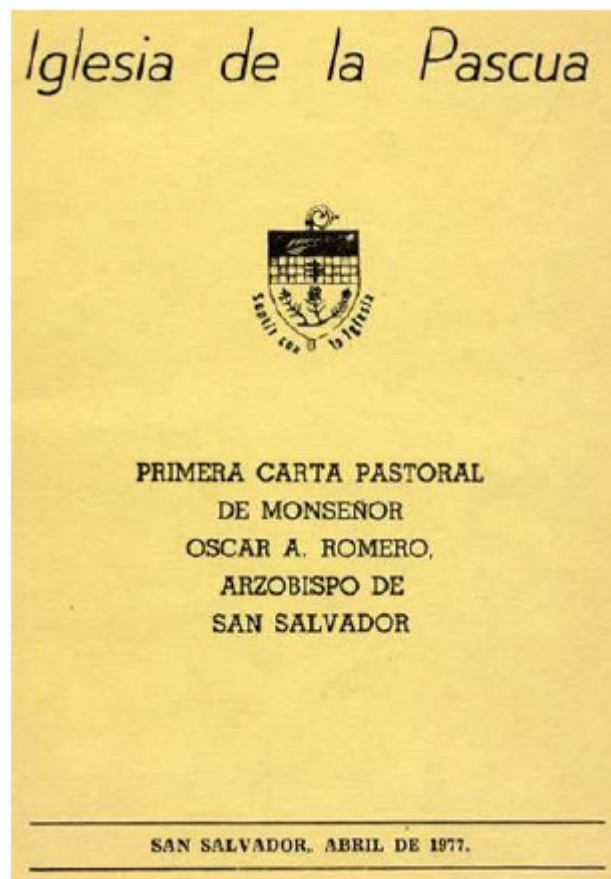 Iglesia de la Pascua
Sentir con la Iglesia
PRIMERA CARTA PASTORAL
DE MONSEÑOR
OSCAR A. ROMERO,
ARZOBISPO DE
SAN SALVADOR
SAN SALVADOR, ABRIL DE 1977.